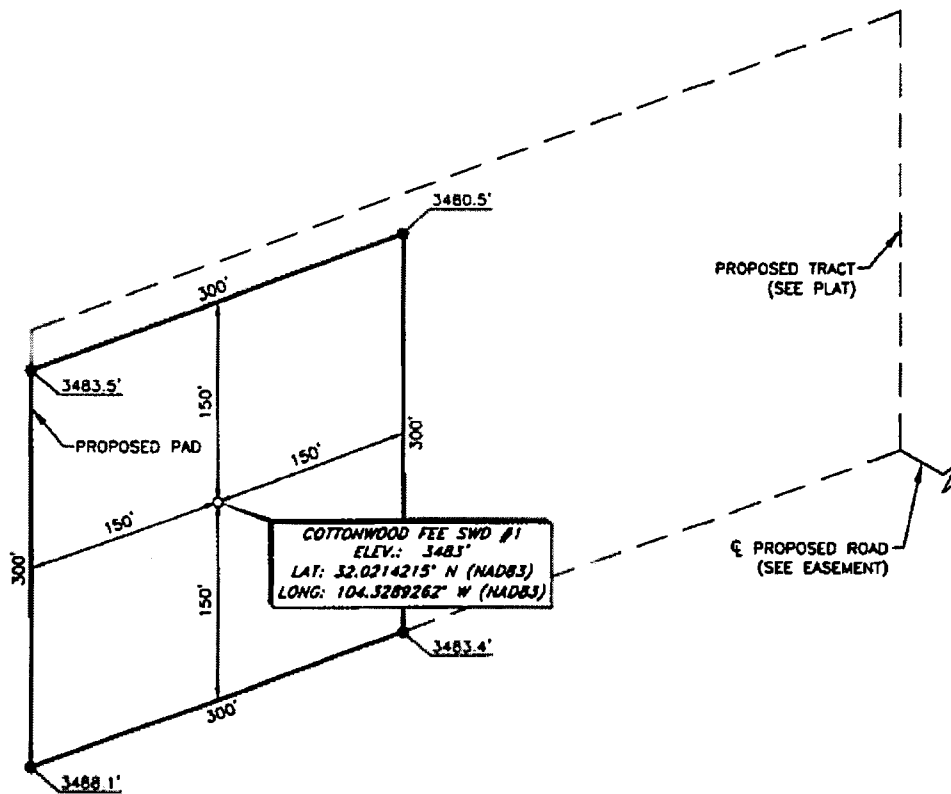 3480.5'
PROPOSED TRACT
(SEE PLAT)
300'
3483.5'
150'
PROPOSED PAD
150'
300'
150'
COTTONWOOD FEE SWD #1
ELEV.: 3483'
LAT: 32.0214215° N (NAD83)
LONG: 104.3289262° W (NAD83)
℄ PROPOSED ROAD
(SEE EASEMENT)
300'
150'
3483.4'
300'
3488.1'